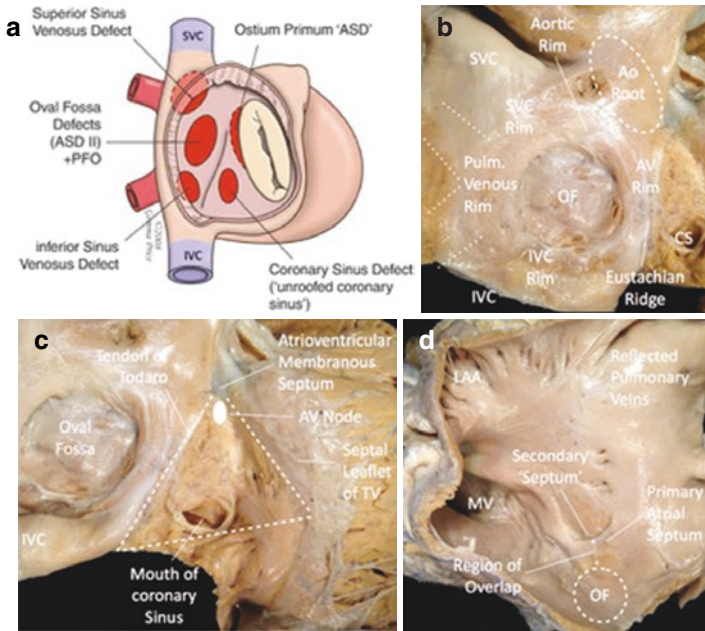 a
Superior Sinus
Venosus Defect
SVC
Ostium Primum 'ASD'
Oval Fossa
Defects
(ASD II)
+PFO
inferior Sinus
Venosus Defect
IVC
Coronary Sinus Defect
('unroofed coronary
sinus')
b
Aortic
Rim
SVC
Ao
Root
SVC
Rim
Pulm.
Venous
Rim
AV
Rim
OF
CS
IVC
Rim
IVC
Eustachian
Ridge
c
Tendon of
Todaro
Atrioventricular
Membranous
Septum
AV Node
Oval
Fossa
Septal
Leaflet
of TV
IVC
Mouth of
coronary
Sinus
d
LAA
Reflected
Pulmonary
Veins
Secondary
'Septum'
MV
Primary
Atrial
Septum
Region of
Overlap
OF